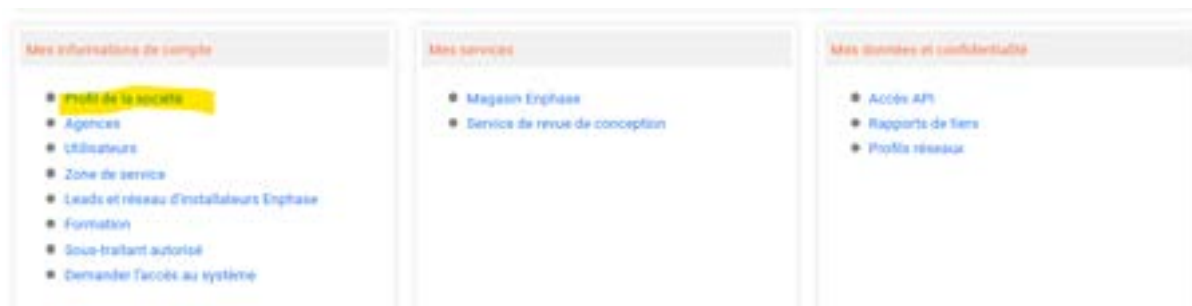 Mes informations de compte
Profil de la société
Agences
Utilisateurs
Zone de service
Leads et réseau d'installateurs Enphase
Formation
Sous-traitant autorisé
Demander l'accès au système
Mes services
Magasin Enphase
Service de revue de conception
Mes données et confidentialité
Accès API
Rapports de tiers
Profils réseaux